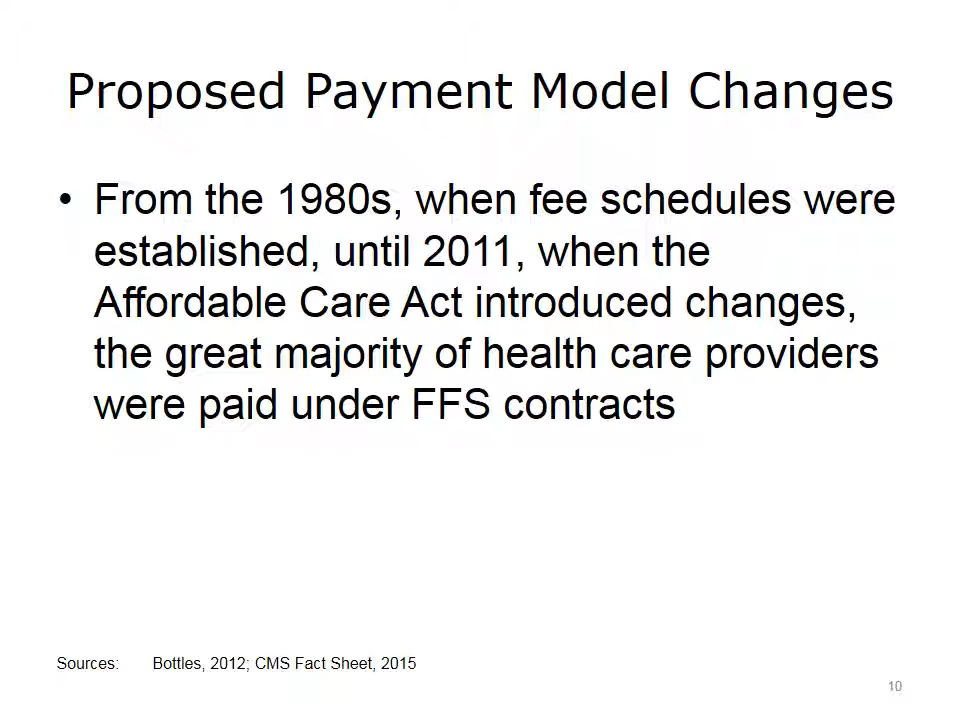 Proposed Payment Model Changes
• From the 1980s, when fee schedules were
established, until 2011, when the
Affordable Care Act introduced changes,
the great majority of health care providers
were paid under FFS contracts
Sources: Bottles, 2012; CMS Fact Sheet, 2015
10